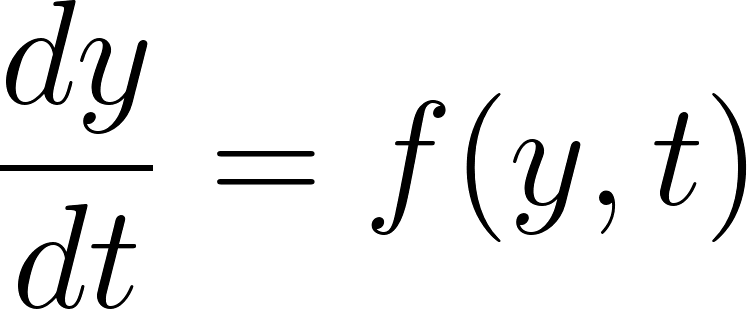 dy/dt = f(y, t)